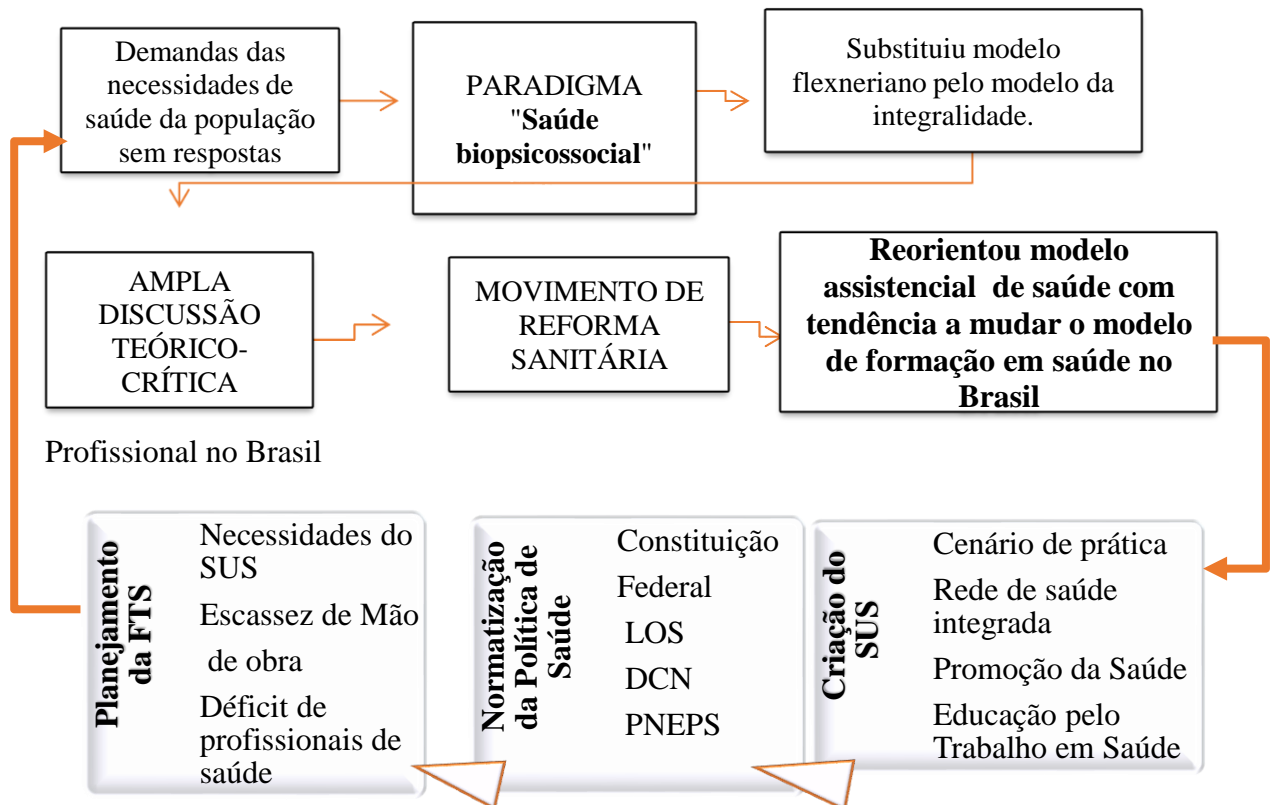 Demandas das
necessidades de
saúde da população
sem respostas
PARADIGMA
"Saúde
biopsicossocial"
Substituiu modelo
flexneriano pelo modelo da
integralidade.
AMPLA
DISCUSSÃO
TEÓRICO-
CRÍTICA
MOVIMENTO DE
REFORMA
SANITÁRIA
Reorientou modelo
assistencial de saúde com
tendência a mudar o modelo
de formação em saúde no
Brasil
Profissional no Brasil
Planejamento
da FTS
Necessidades do
SUS
Escassez de Mão
de obra
Déficit de
profissionais de
saúde
Normatização
da Política de
Saúde
Constituição
Federal
LOS
DCN
PNEPS
Criação do
SUS
Cenário de prática
Rede de saúde
integrada
Promoção da Saúde
Educação pelo
Trabalho em Saúde